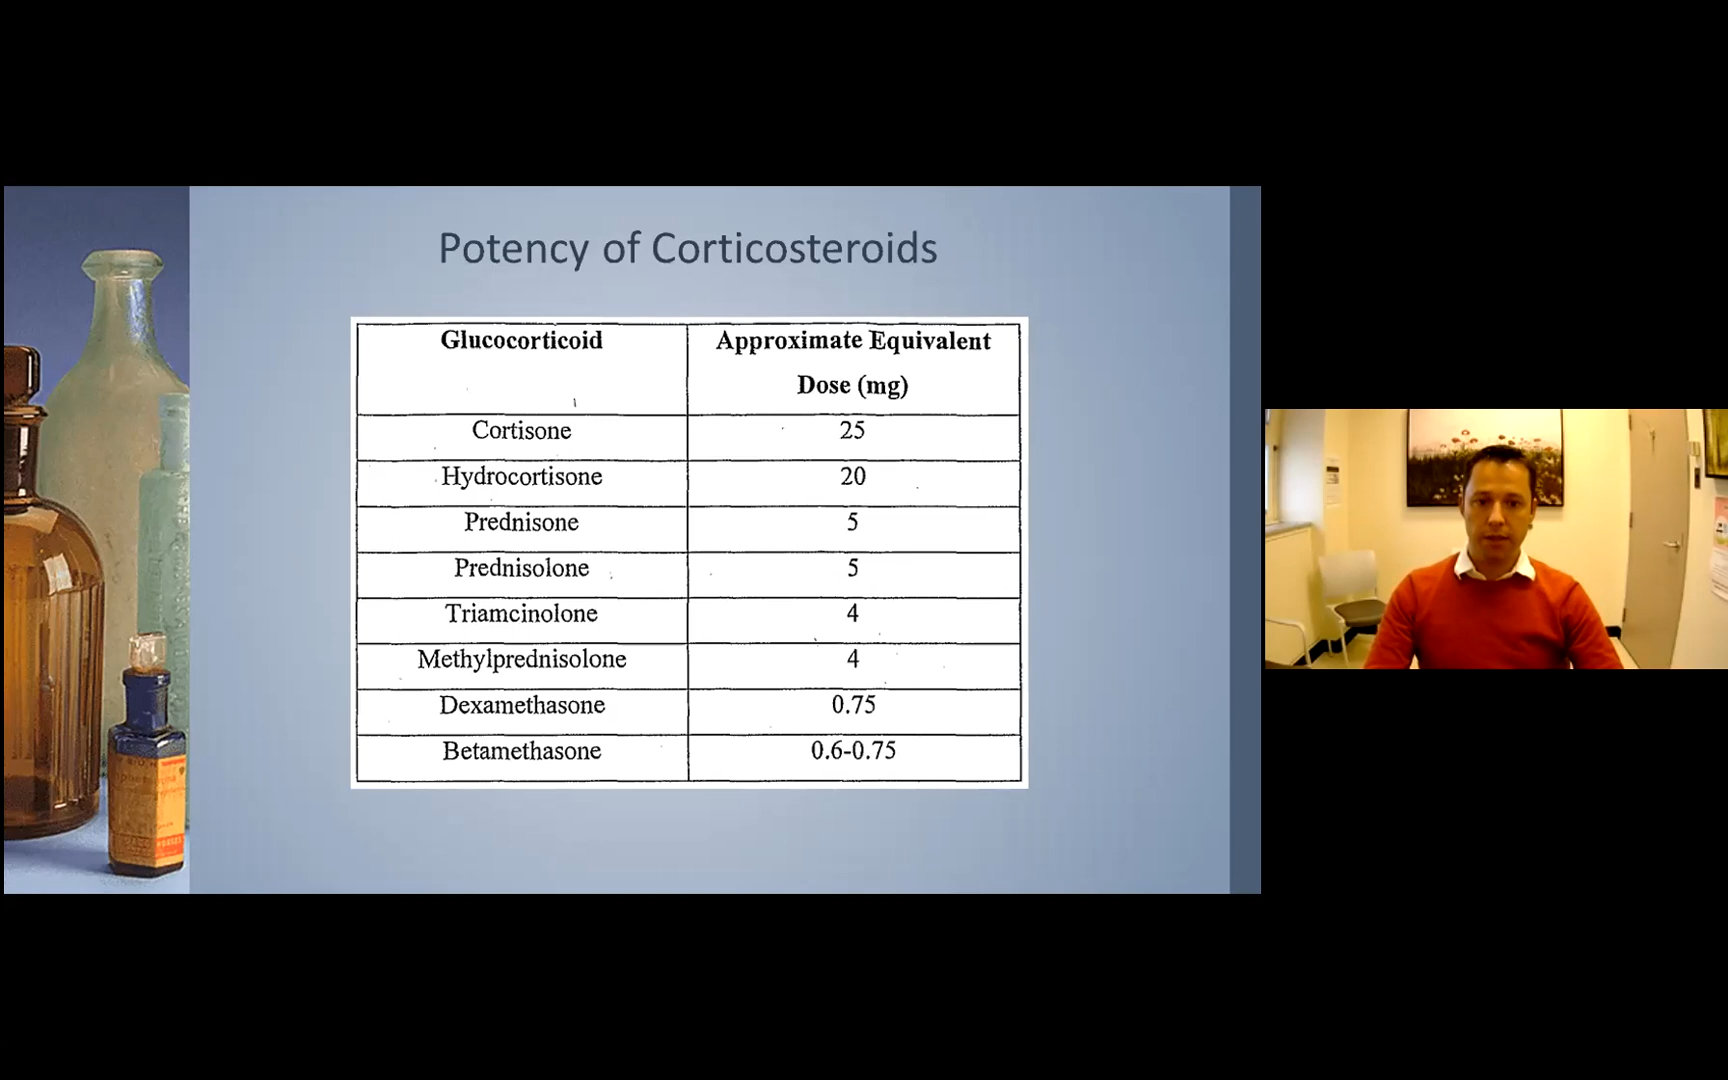 Potency of Corticosteroids
Glucocorticoid
Approximate Equivalent
Dose (mg)
Cortisone 25
Hydrocortisone 20
Prednisone 5
Prednisolone 5
Triamcinolone 4
Methylprednisolone 4
Dexamethasone 0.75
Betamethasone 0.6-0.75